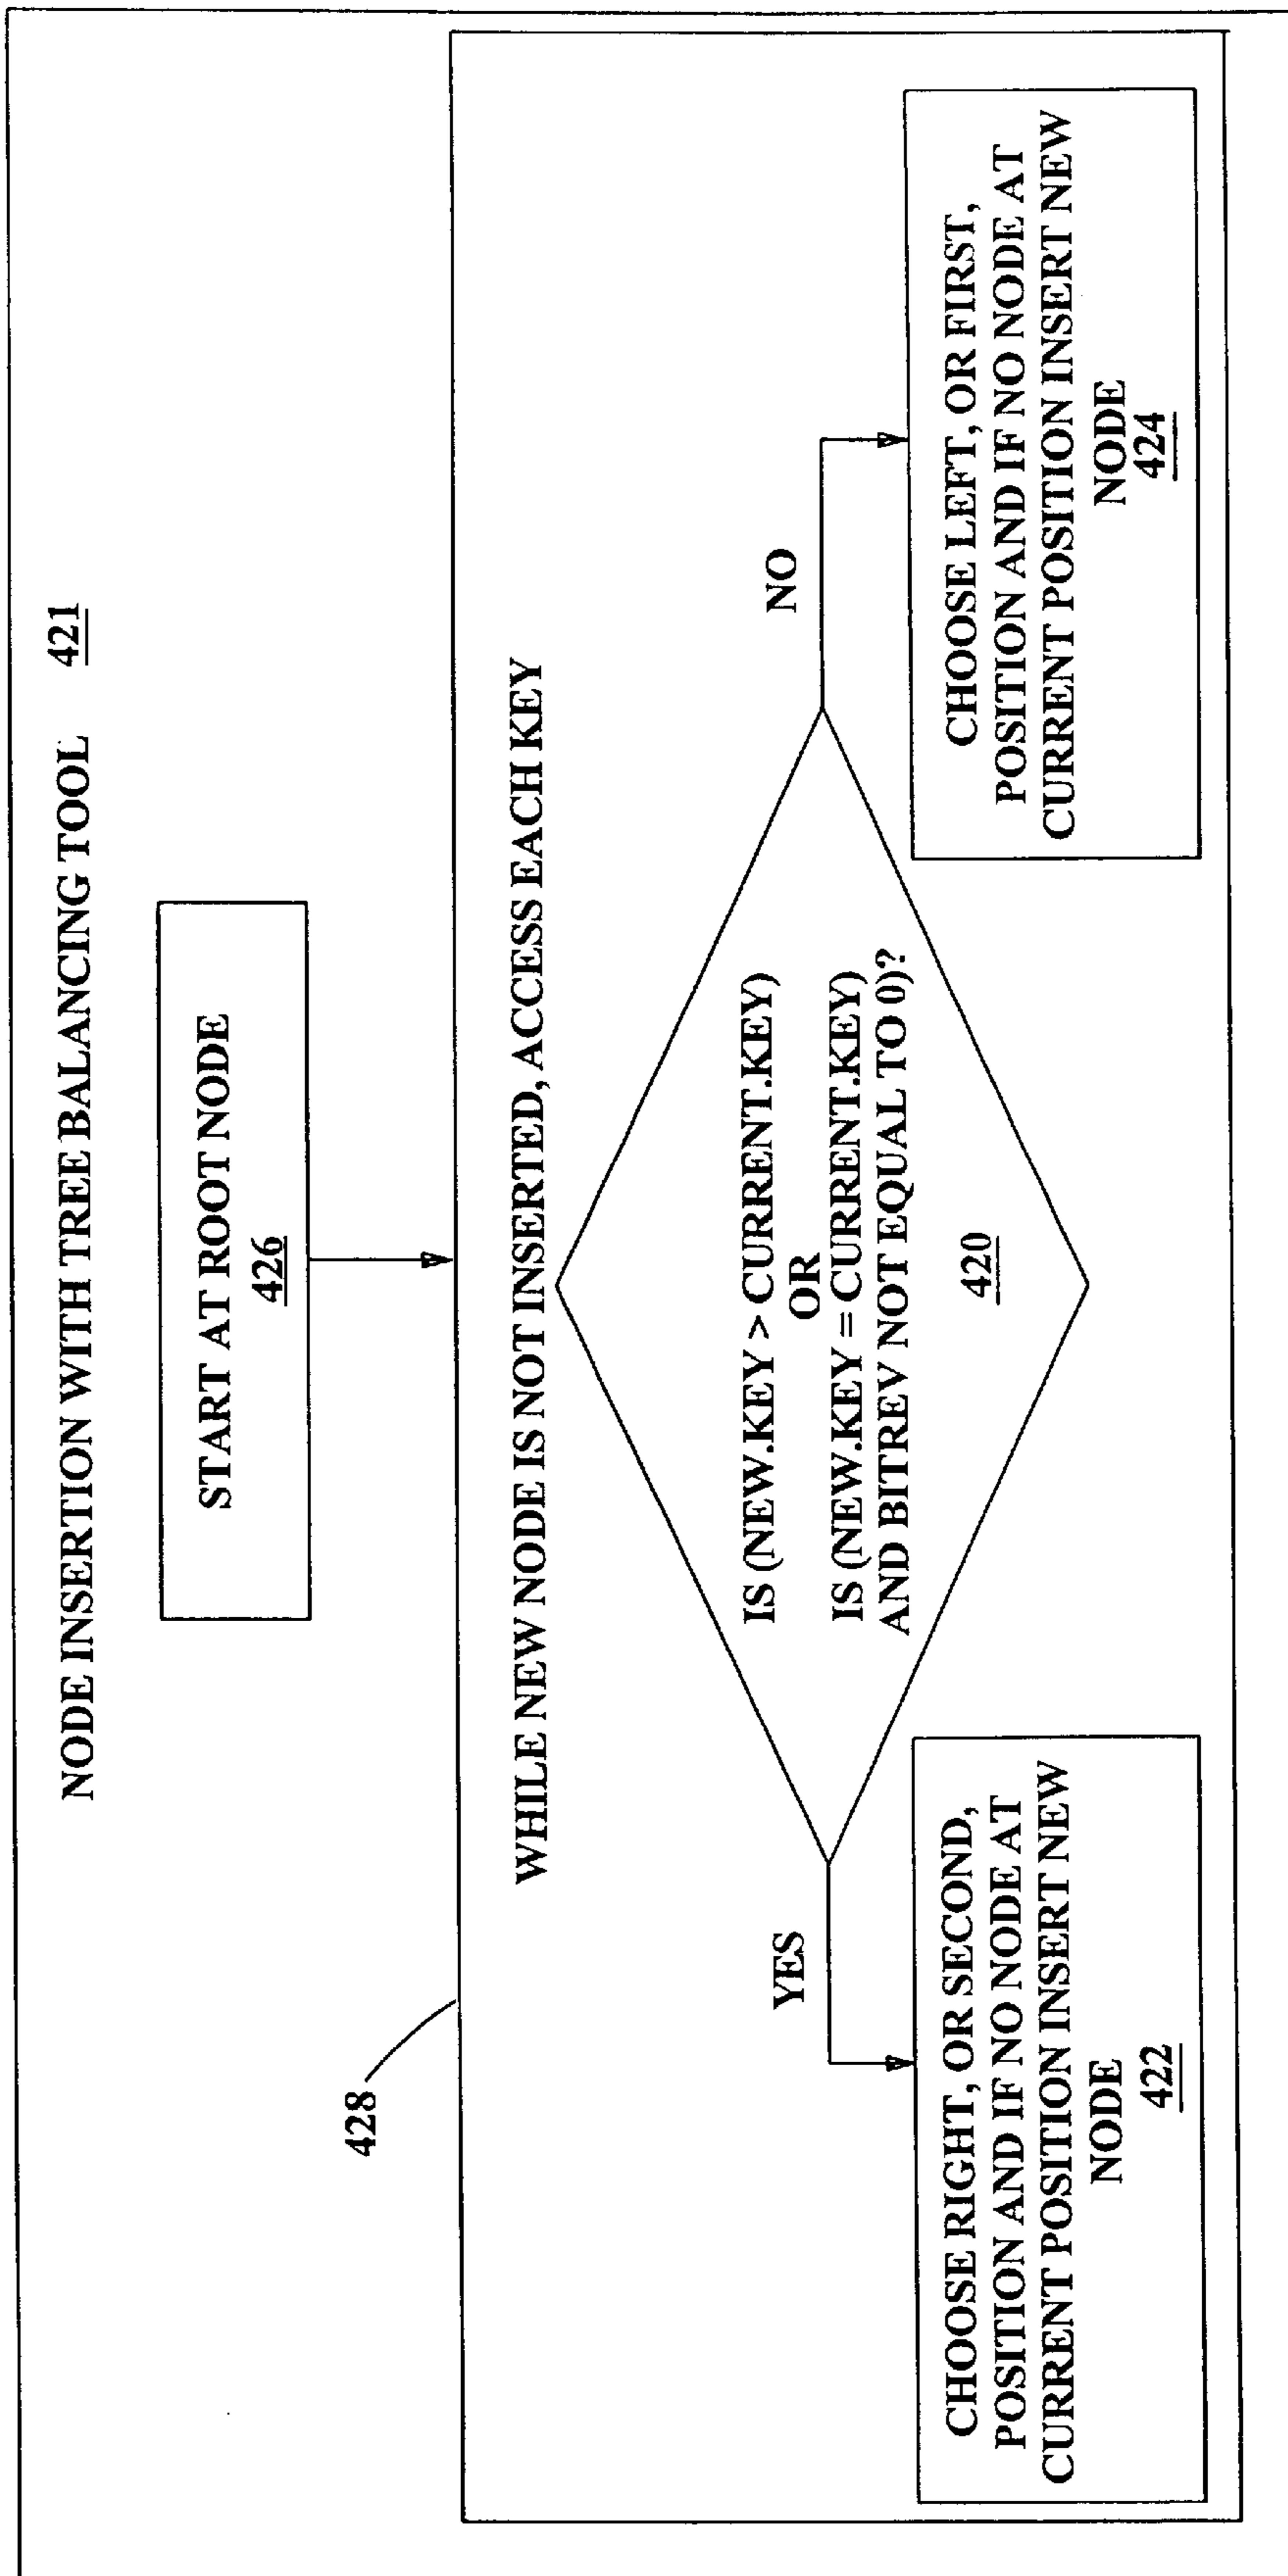 NODE INSERTION WITH TREE BALANCING TOOL 421
START AT ROOT NODE
426
428
WHILE NEW NODE IS NOT INSERTED, ACCESS EACH KEY
IS (NEW.KEY > CURRENT.KEY)
OR
IS (NEW.KEY = CURRENT.KEY)
AND BITREV NOT EQUAL TO 0)?
420
YES
CHOOSE RIGHT, OR SECOND,
POSITION AND IF NO NODE AT
CURRENT POSITION INSERT NEW
NODE
422
NO
CHOOSE LEFT, OR FIRST,
POSITION AND IF NO NODE AT
CURRENT POSITION INSERT NEW
NODE
424